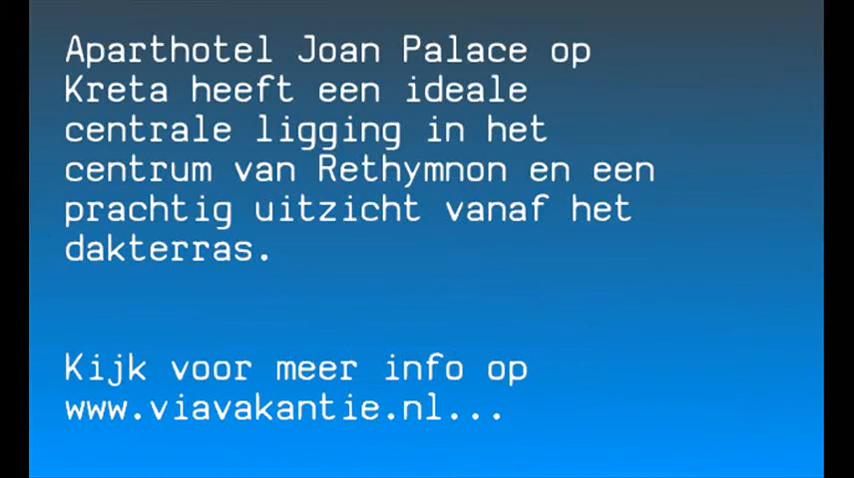 Aparthotel Joan Palace op
Kreta heeft een ideale
centrale ligging in het
centrum van Rethymnon en een
prachtig uitzicht vanaf het
dakterras.
Kijk voor meer info op
www.viavakantie.nl...